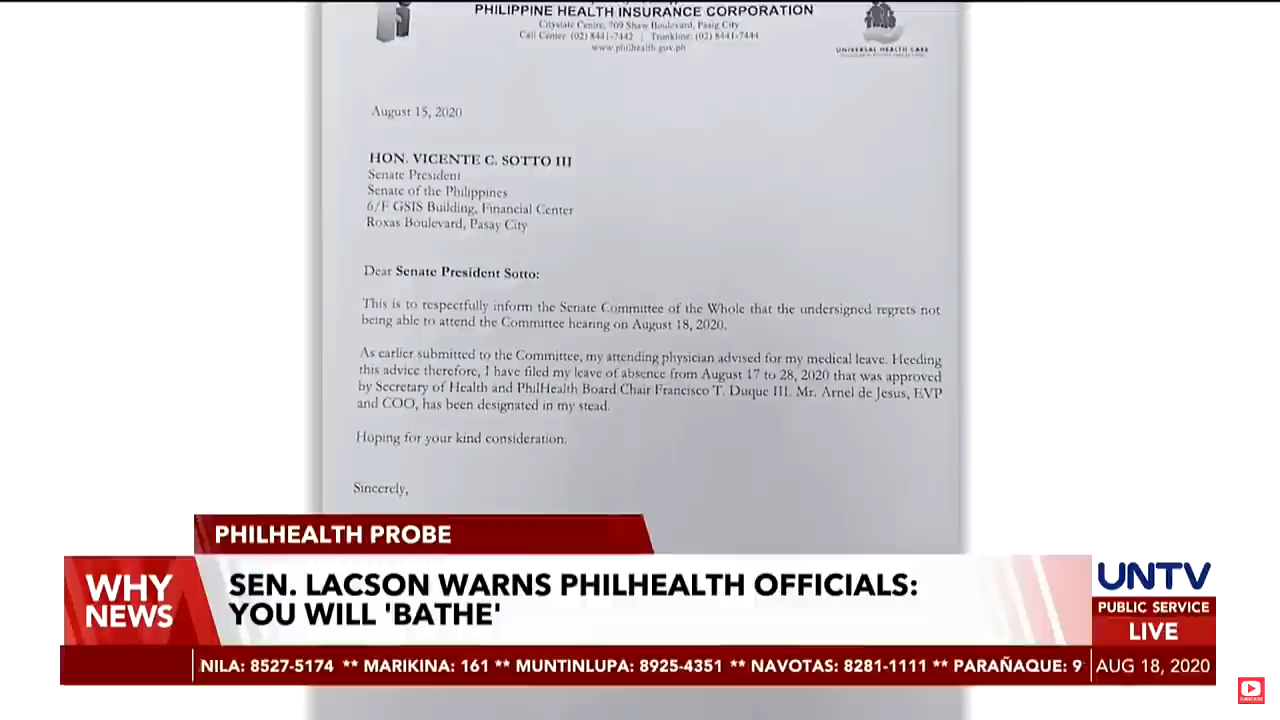 PHILIPPINE HEALTH INSURANCE CORPORATION
Citystate Centre, 709 Shaw Boulevard, Pasig City
Call Center (02) 8441-7442 | Trunkline: (02) 8441-7444
www.philhealth.gov.ph
UNIVERSAL HEALTH CARE
August 15, 2020
HON. VICENTE C. SOTTO III
Senate President
Senate of the Philippines
6/F GSIS Building, Financial Center
Roxas Boulevard, Pasay City
Dear Senate President Sotto:
This is to respectfully inform the Senate Committee of the Whole that the undersigned regrets not
being able to attend the Committee hearing on August 18, 2020.
As earlier submitted to the Committee, my attending physician advised for my medical leave. Heeding
this advice therefore, I have filed my leave of absence from August 17 to 28, 2020 that was approved
by Secretary of Health and PhilHealth Board Chair Francisco T. Duque III. Mr. Arnel de Jesus, EVP
and COO, has been designated in my stead.
Hoping for your kind consideration.
Sincerely,
PHILHEALTH PROBE
WHY
NEWS
SEN. LACSON WARNS PHILHEALTH OFFICIALS:
YOU WILL 'BATHE'
UNTV
PUBLIC SERVICE
LIVE
NILA: 8527-5174 ** MARIKINA: 161 ** MUNTINLUPA: 8925-4351 ** NAVOTAS: 8281-1111 ** PARAÑAQUE: 9
AUG 18, 2020
SUBSCRIBE